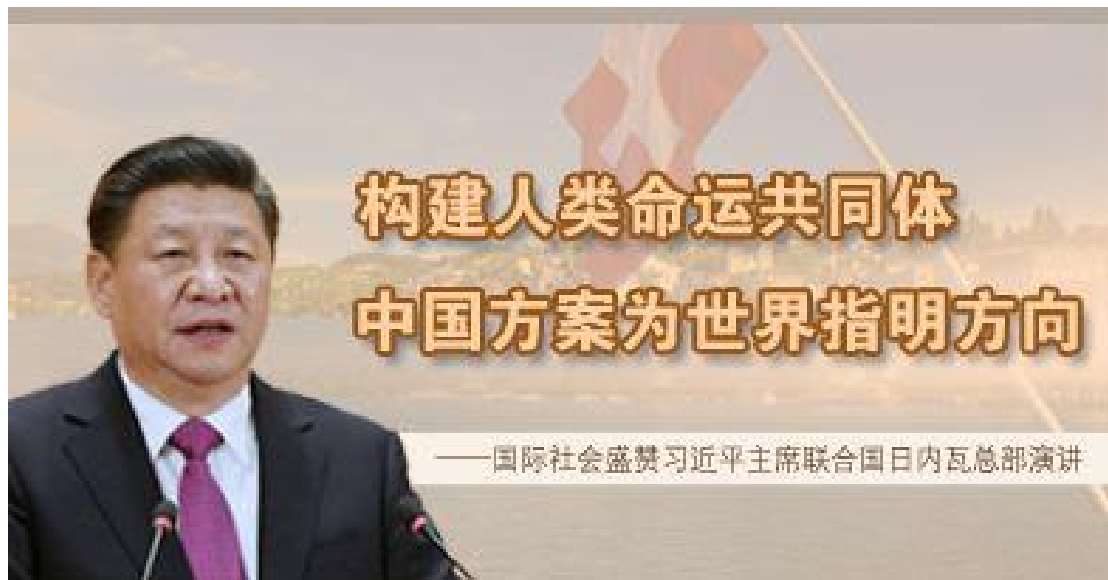 构建人类命运共同体
中国方案为世界指明方向
——国际社会盛赞习近平主席联合国日内瓦总部演讲